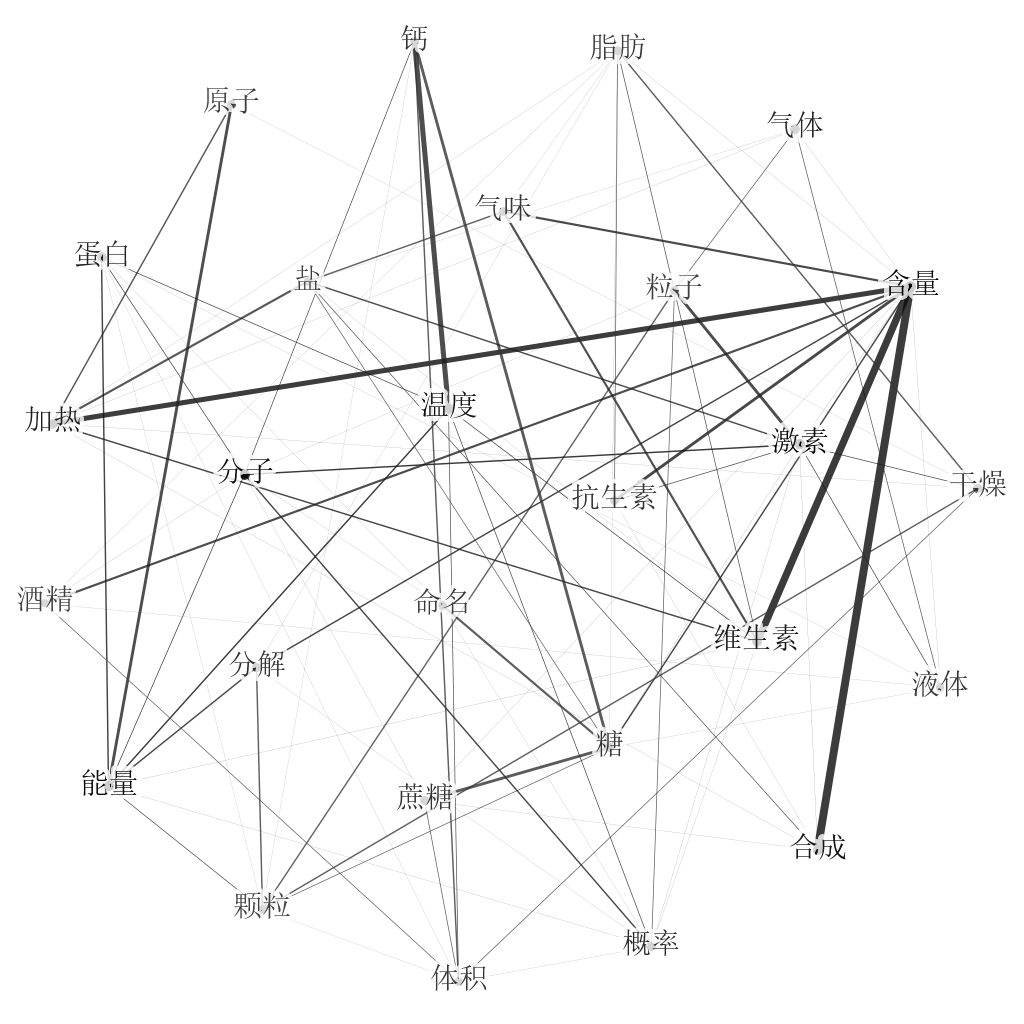 钙
脂肪
原子
气体
气味
蛋白
盐
粒子
含量
温度
加热
激素
分子
干燥
抗生素
酒精
命名
维生素
分解
液体
糖
能量
蔗糖
合成
颗粒
概率
体积